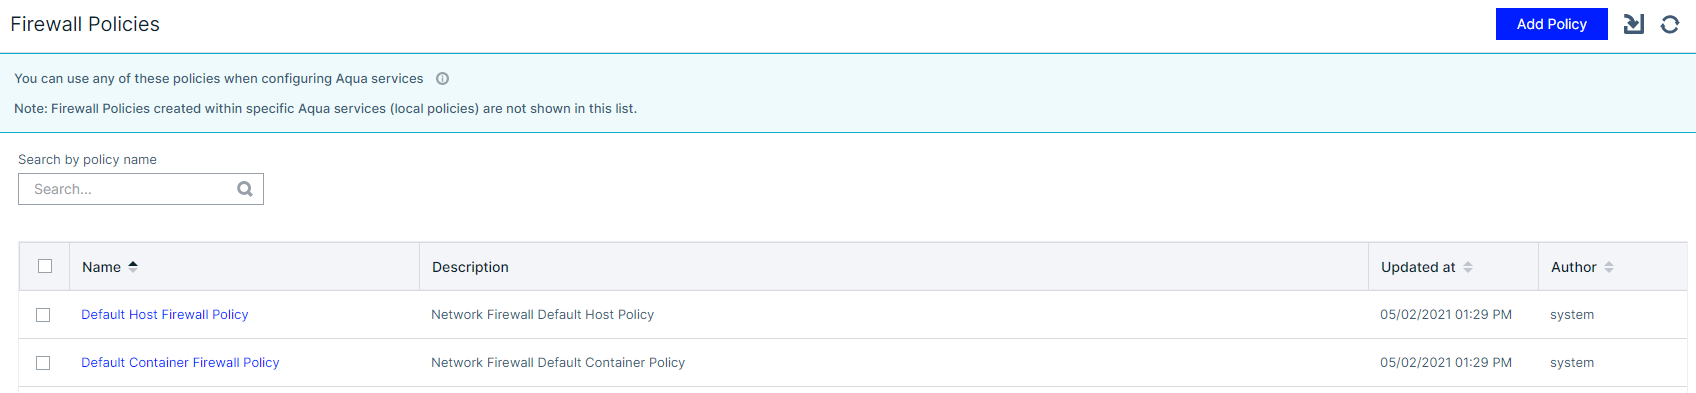 Firewall Policies
Add Policy
You can use any of these policies when configuring Aqua services
Note: Firewall Policies created within specific Aqua services (local policies) are not shown in this list.
Search by policy name
Search...
Name Description Updated at Author
Default Host Firewall Policy Network Firewall Default Host Policy 05/02/2021 01:29 PM system
Default Container Firewall Policy Network Firewall Default Container Policy 05/02/2021 01:29 PM system